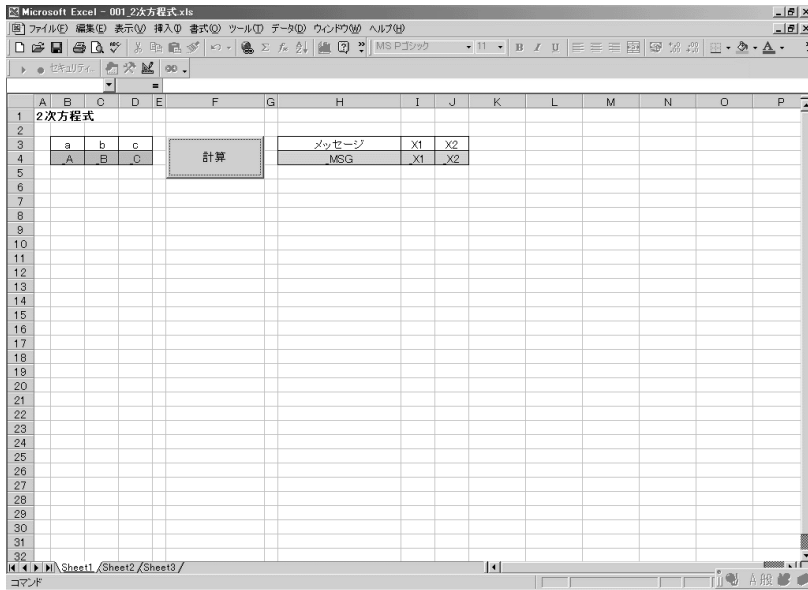 Microsoft Excel - 001_2次方程式.xls
ファイル(F) 編集(E) 表示(V) 挿入(I) 書式(O) ツール(T) データ(D) ウィンドウ(W) ヘルプ(H)
MS Pゴシック 11 B I U
セキュリティ...
=
A B C D E F G H I J K L M N O P
1 2次方程式
2
3 a b c メッセージ X1 X2
4 _A _B _C 計算 _MSG _X1 _X2
5
6
7
8
9
10
11
12
13
14
15
16
17
18
19
20
21
22
23
24
25
26
27
28
29
30
31
32
Sheet1 Sheet2 Sheet3
コマンド
A 般